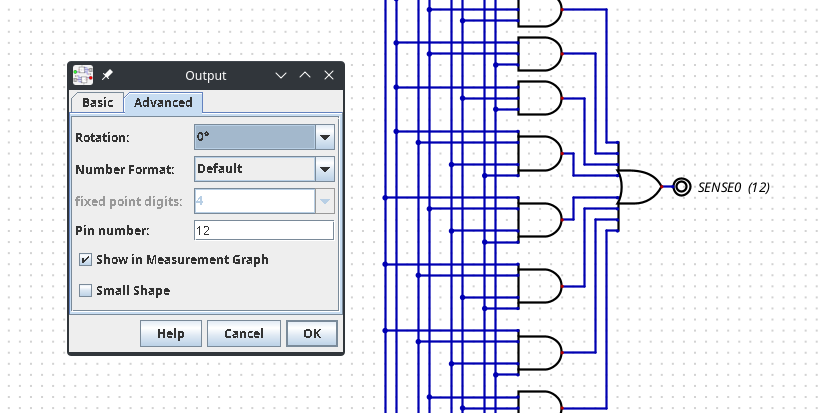 Output
Basic
Advanced
Rotation: 0°
Number Format: Default
fixed point digits: 4
Pin number: 12
Show in Measurement Graph
Small Shape
Help Cancel OK
SENSE0 (12)